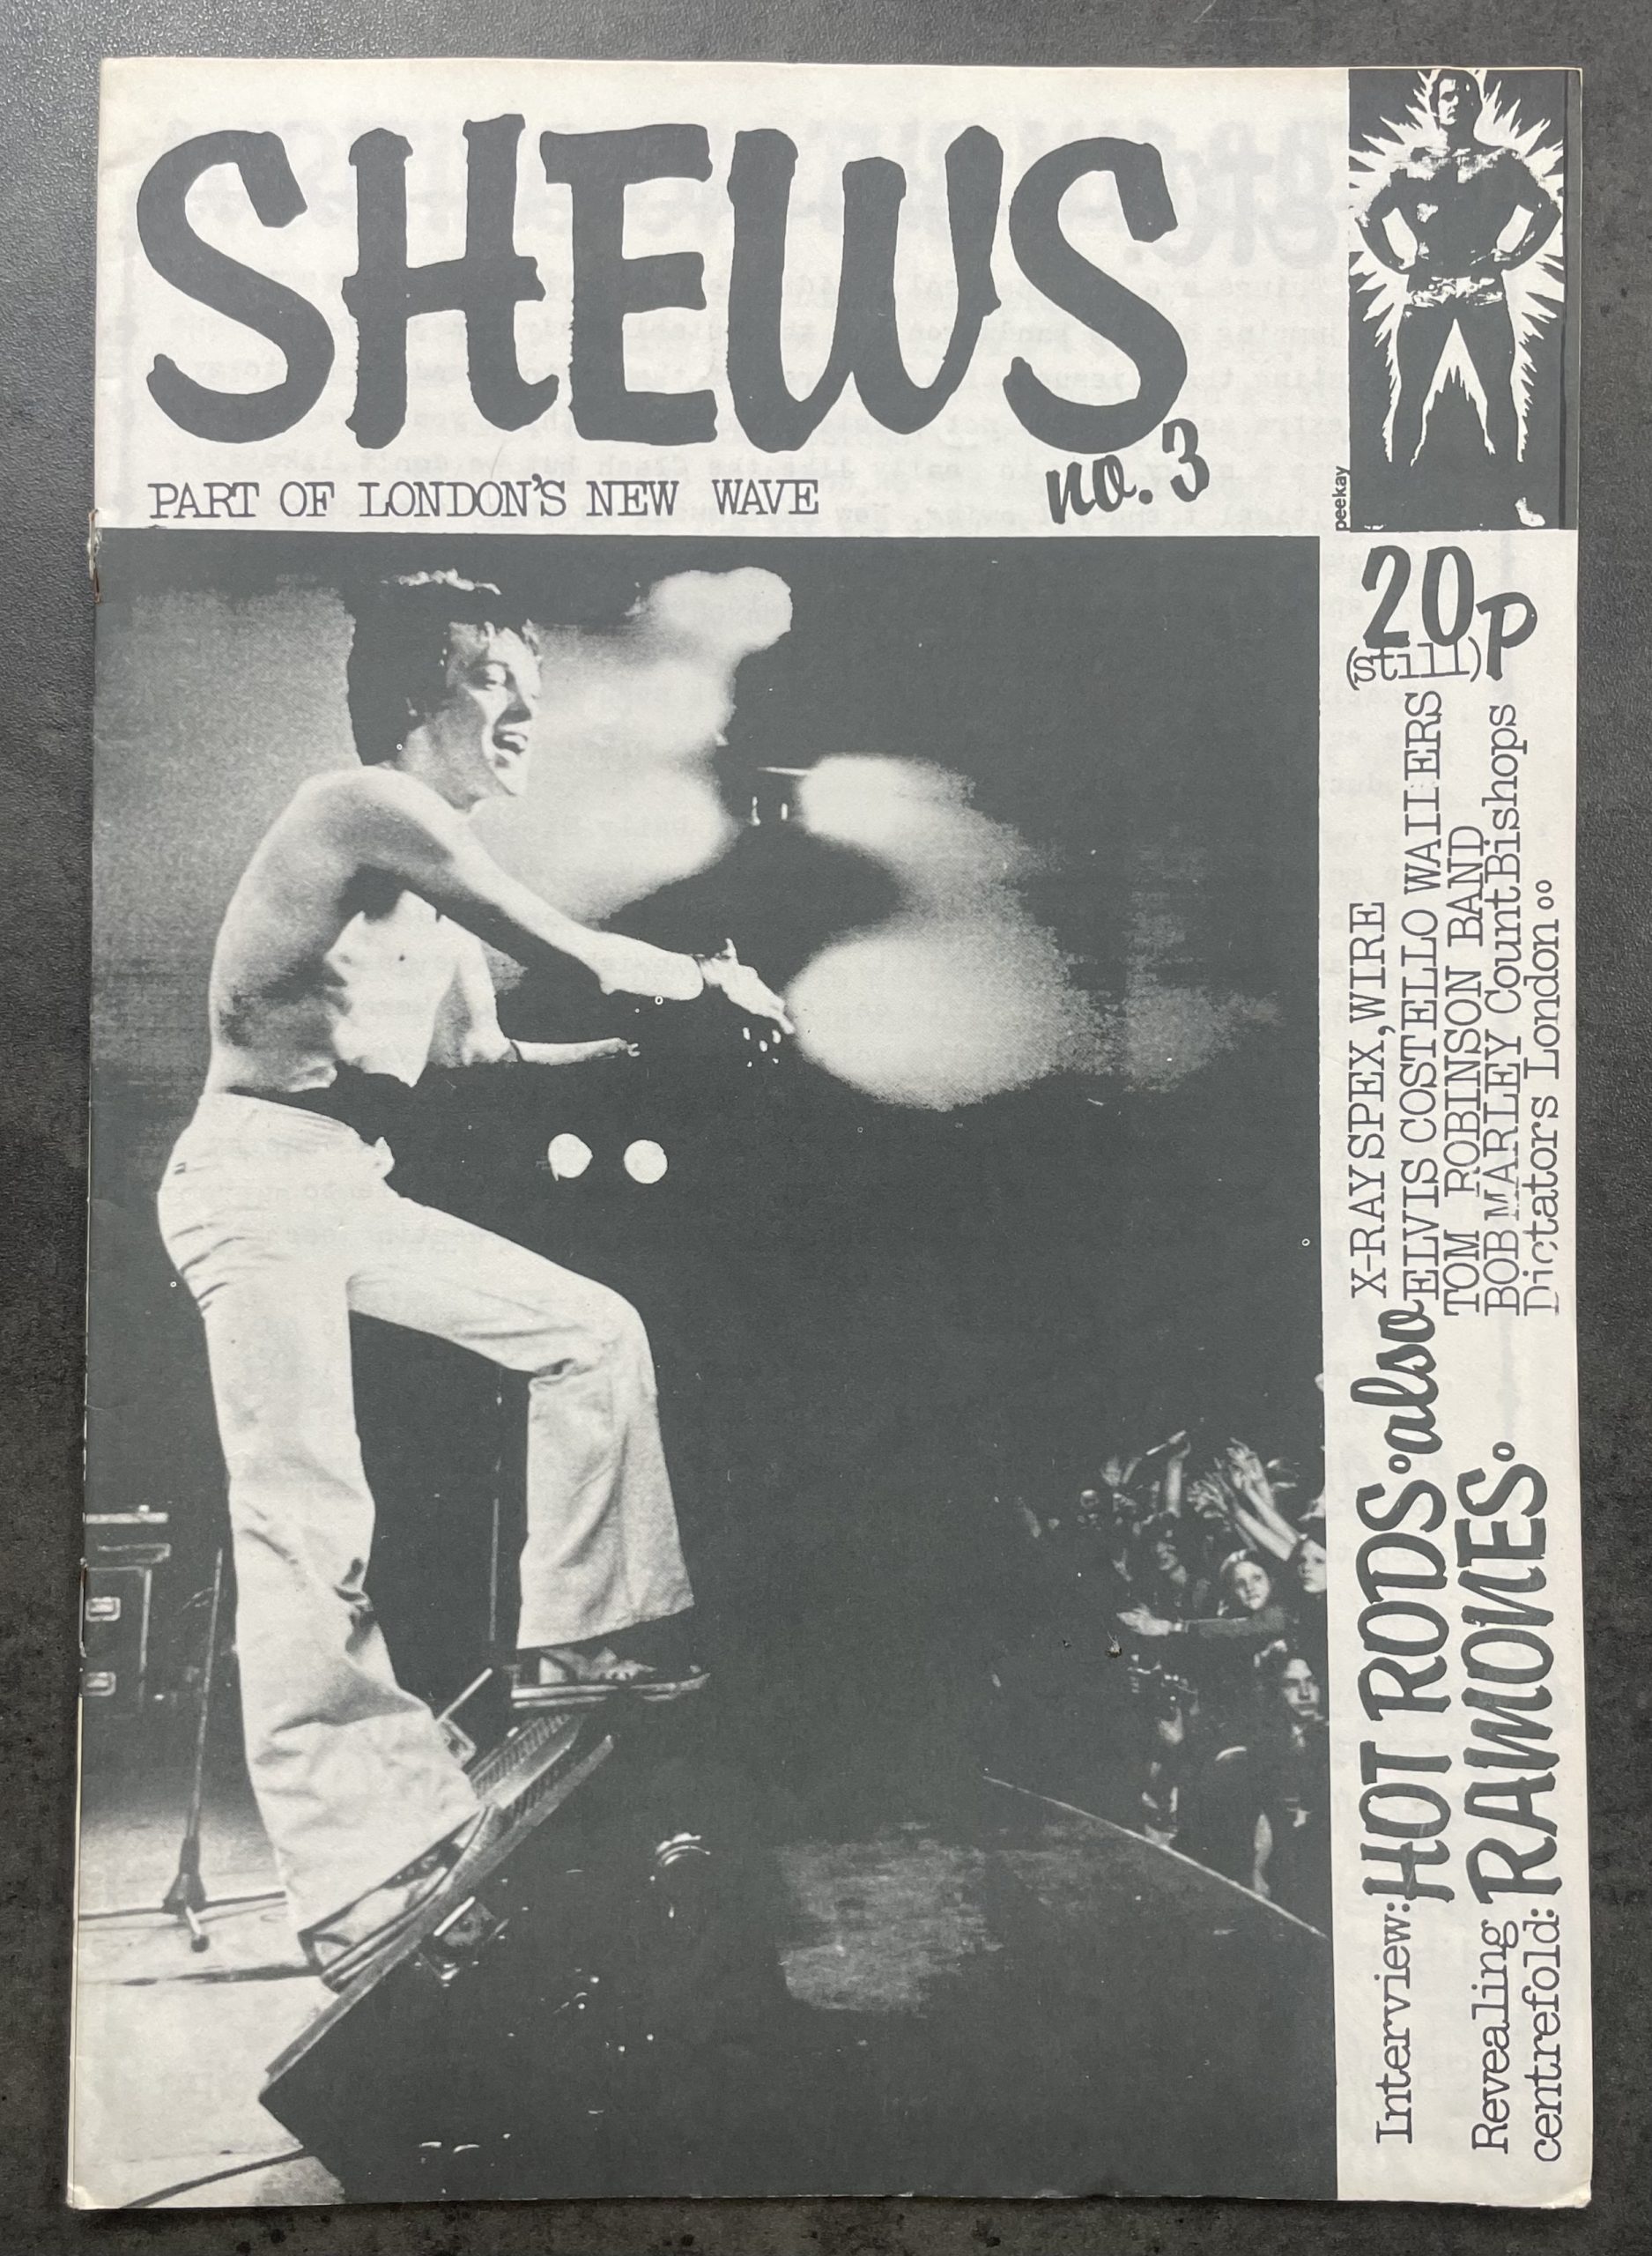 SHEWS
no. 3
PART OF LONDON'S NEW WAVE
peekay
20p
(still)
Interview: HOT RODS also
Revealing
centrefold: RAMONES
X-RAY SPEX, WIRE
ELVIS COSTELLO WAILERS
TOM ROBINSON BAND
BOB MARLEY Count Bishops
Dictators London